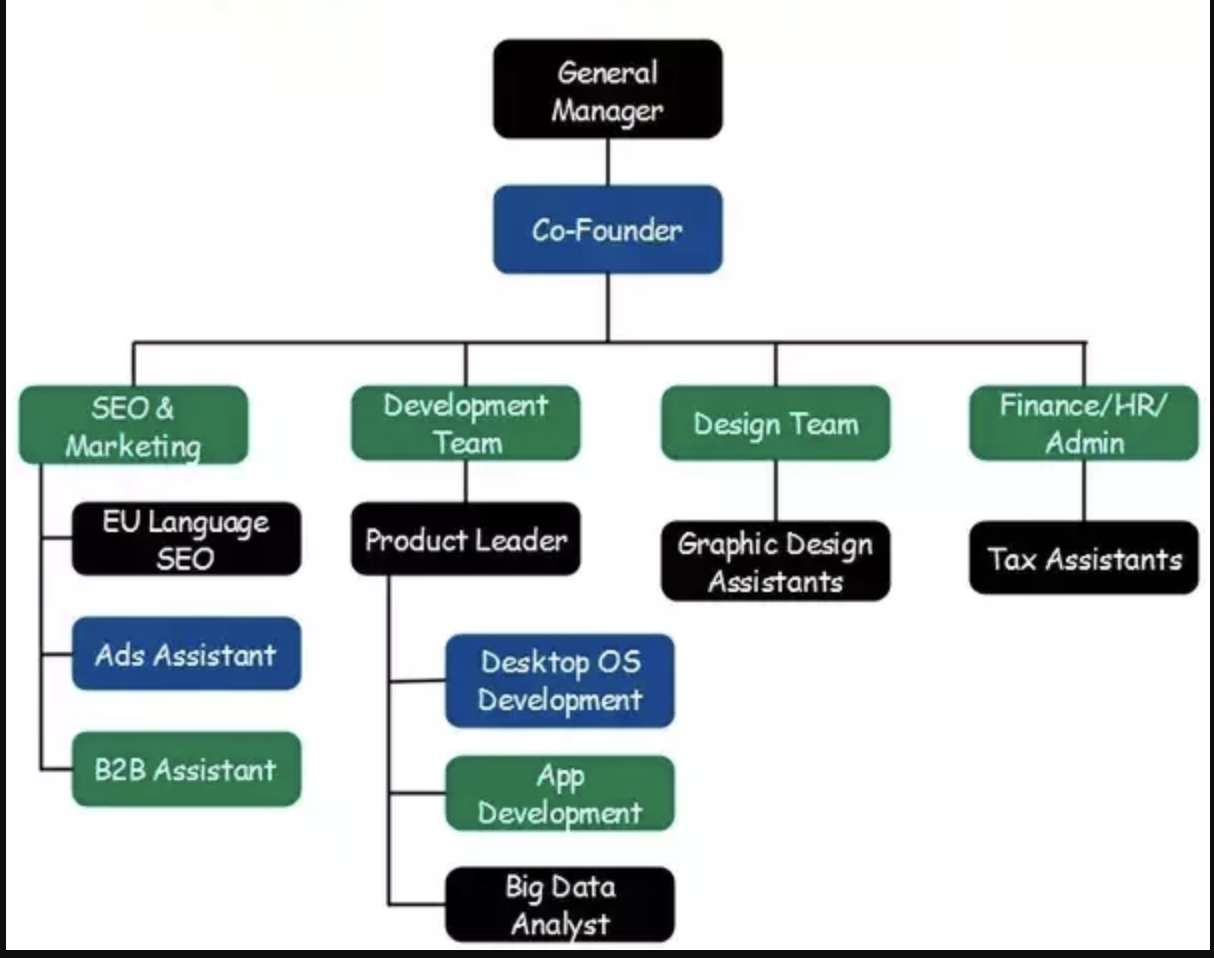 General
Manager
Co-Founder
SEO &
Marketing
Development
Team
Design Team
Finance/HR/
Admin
EU Language
SEO
Ads Assistant
B2B Assistant
Product Leader
Desktop OS
Development
App
Development
Big Data
Analyst
Graphic Design
Assistants
Tax Assistants